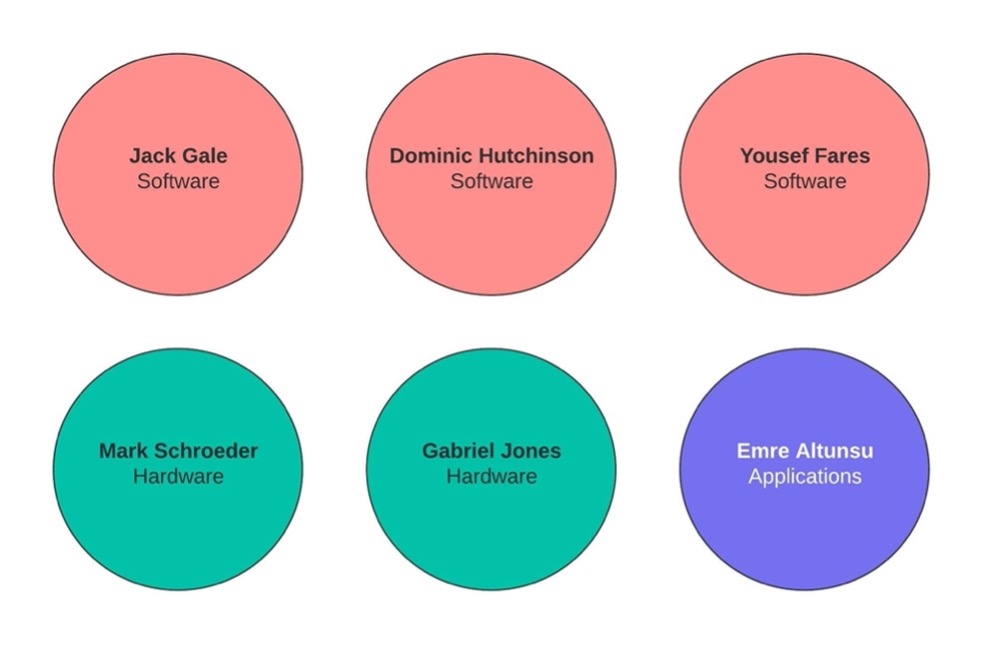 Jack Gale
Software
Dominic Hutchinson
Software
Yousef Fares
Software
Mark Schroeder
Hardware
Gabriel Jones
Hardware
Emre Altunsu
Applications